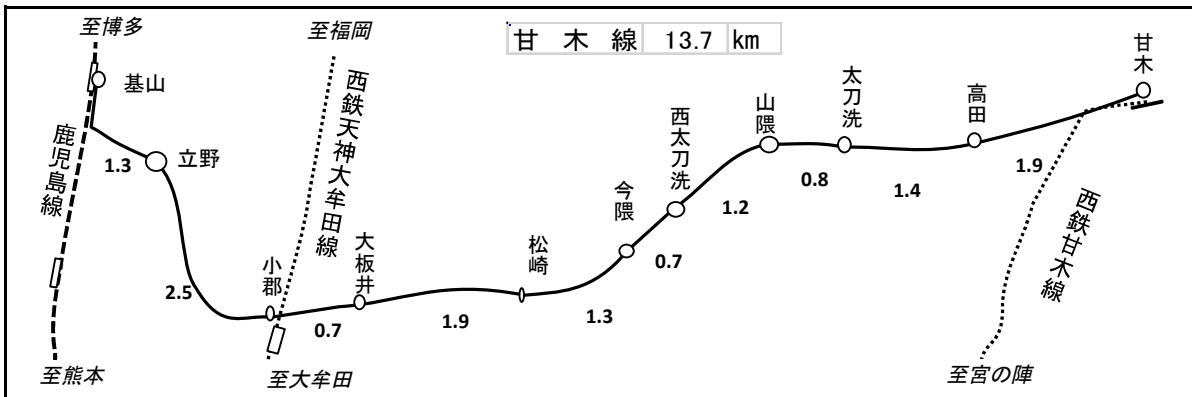 至博多
至福岡
甘木線 13.7 km
甘木
基山
太刀洗
高田
山隈
西鉄天神大牟田線
西太刀洗
鹿児島線
1.3
立野
1.9
0.8
1.4
今隈
1.2
西鉄甘木線
松崎
大板井
小郡
0.7
2.5
1.3
1.9
0.7
至熊本
至大牟田
至宮の陣